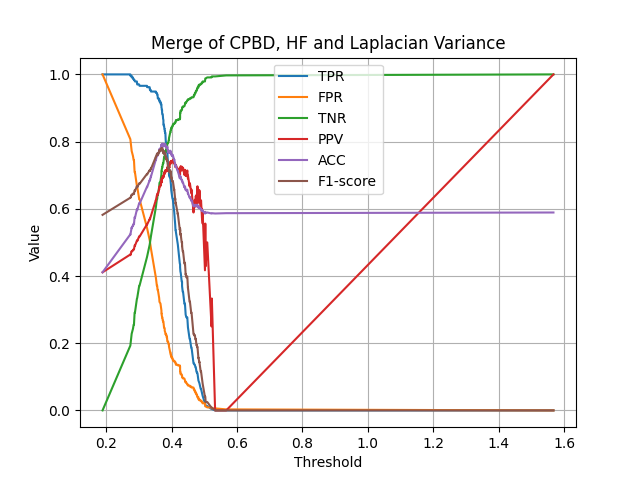 Merge of CPBD, HF and Laplacian Variance
1.0
0.8
0.6
0.4
0.2
0.0
Value
TPR
FPR
TNR
PPV
ACC
F1-score
0.2 0.4 0.6 0.8 1.0 1.2 1.4 1.6
Threshold